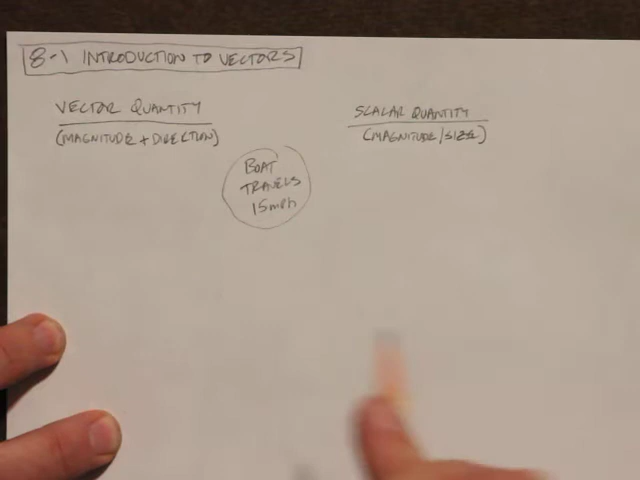 8-1 INTRODUCTION TO VECTORS
VECTOR QUANTITY
(MAGNITUDE + DIRECTION)
SCALAR QUANTITY
(MAGNITUDE/SIZE)
BOAT
TRAVELS
15mph